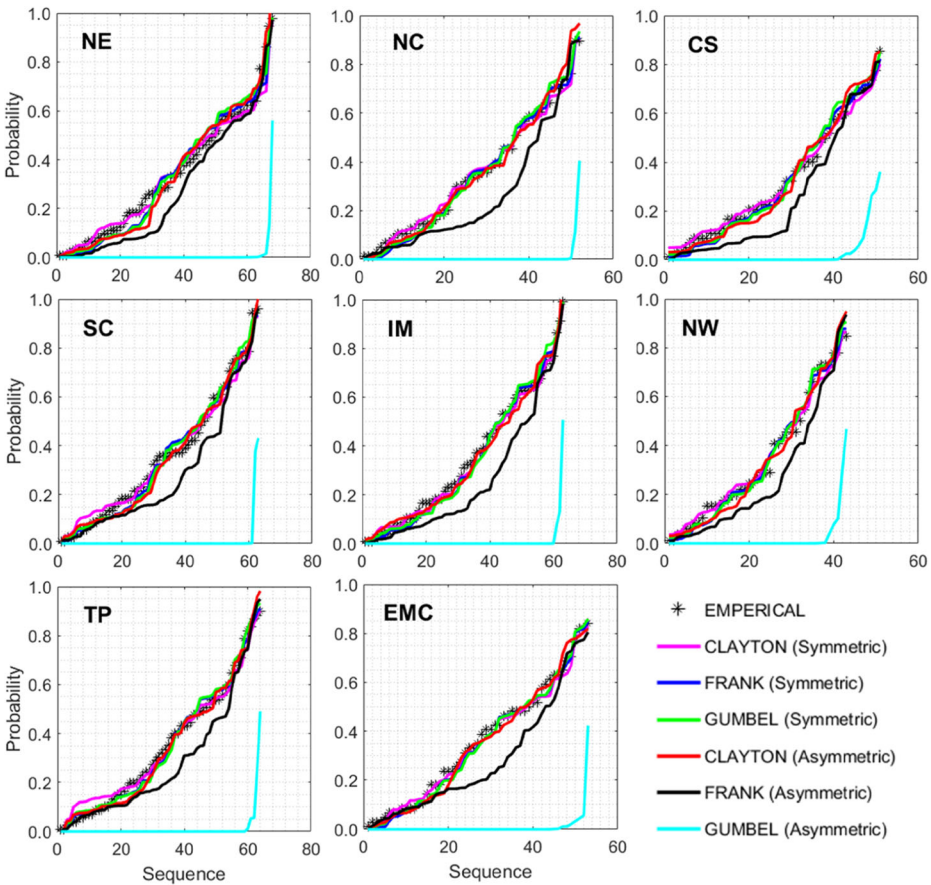 Probability
1.0
0.8
0.6
0.4
0.2
0.0
NE
0 20 40 60 80
1.0
0.8
0.6
0.4
0.2
0.0
NC
0 20 40 60
1.0
0.8
0.6
0.4
0.2
0.0
CS
0 20 40 60
Probability
1.0
0.8
0.6
0.4
0.2
0.0
SC
0 20 40 60 80
1.0
0.8
0.6
0.4
0.2
0.0
IM
0 20 40 60 80
1.0
0.8
0.6
0.4
0.2
0.0
NW
0 20 40 60
Probability
1.0
0.8
0.6
0.4
0.2
0.0
TP
0 20 40 60 80
Sequence
1.0
0.8
0.6
0.4
0.2
0.0
EMC
0 20 40 60
Sequence
EMPERICAL
CLAYTON (Symmetric)
FRANK (Symmetric)
GUMBEL (Symmetric)
CLAYTON (Asymmetric)
FRANK (Asymmetric)
GUMBEL (Asymmetric)